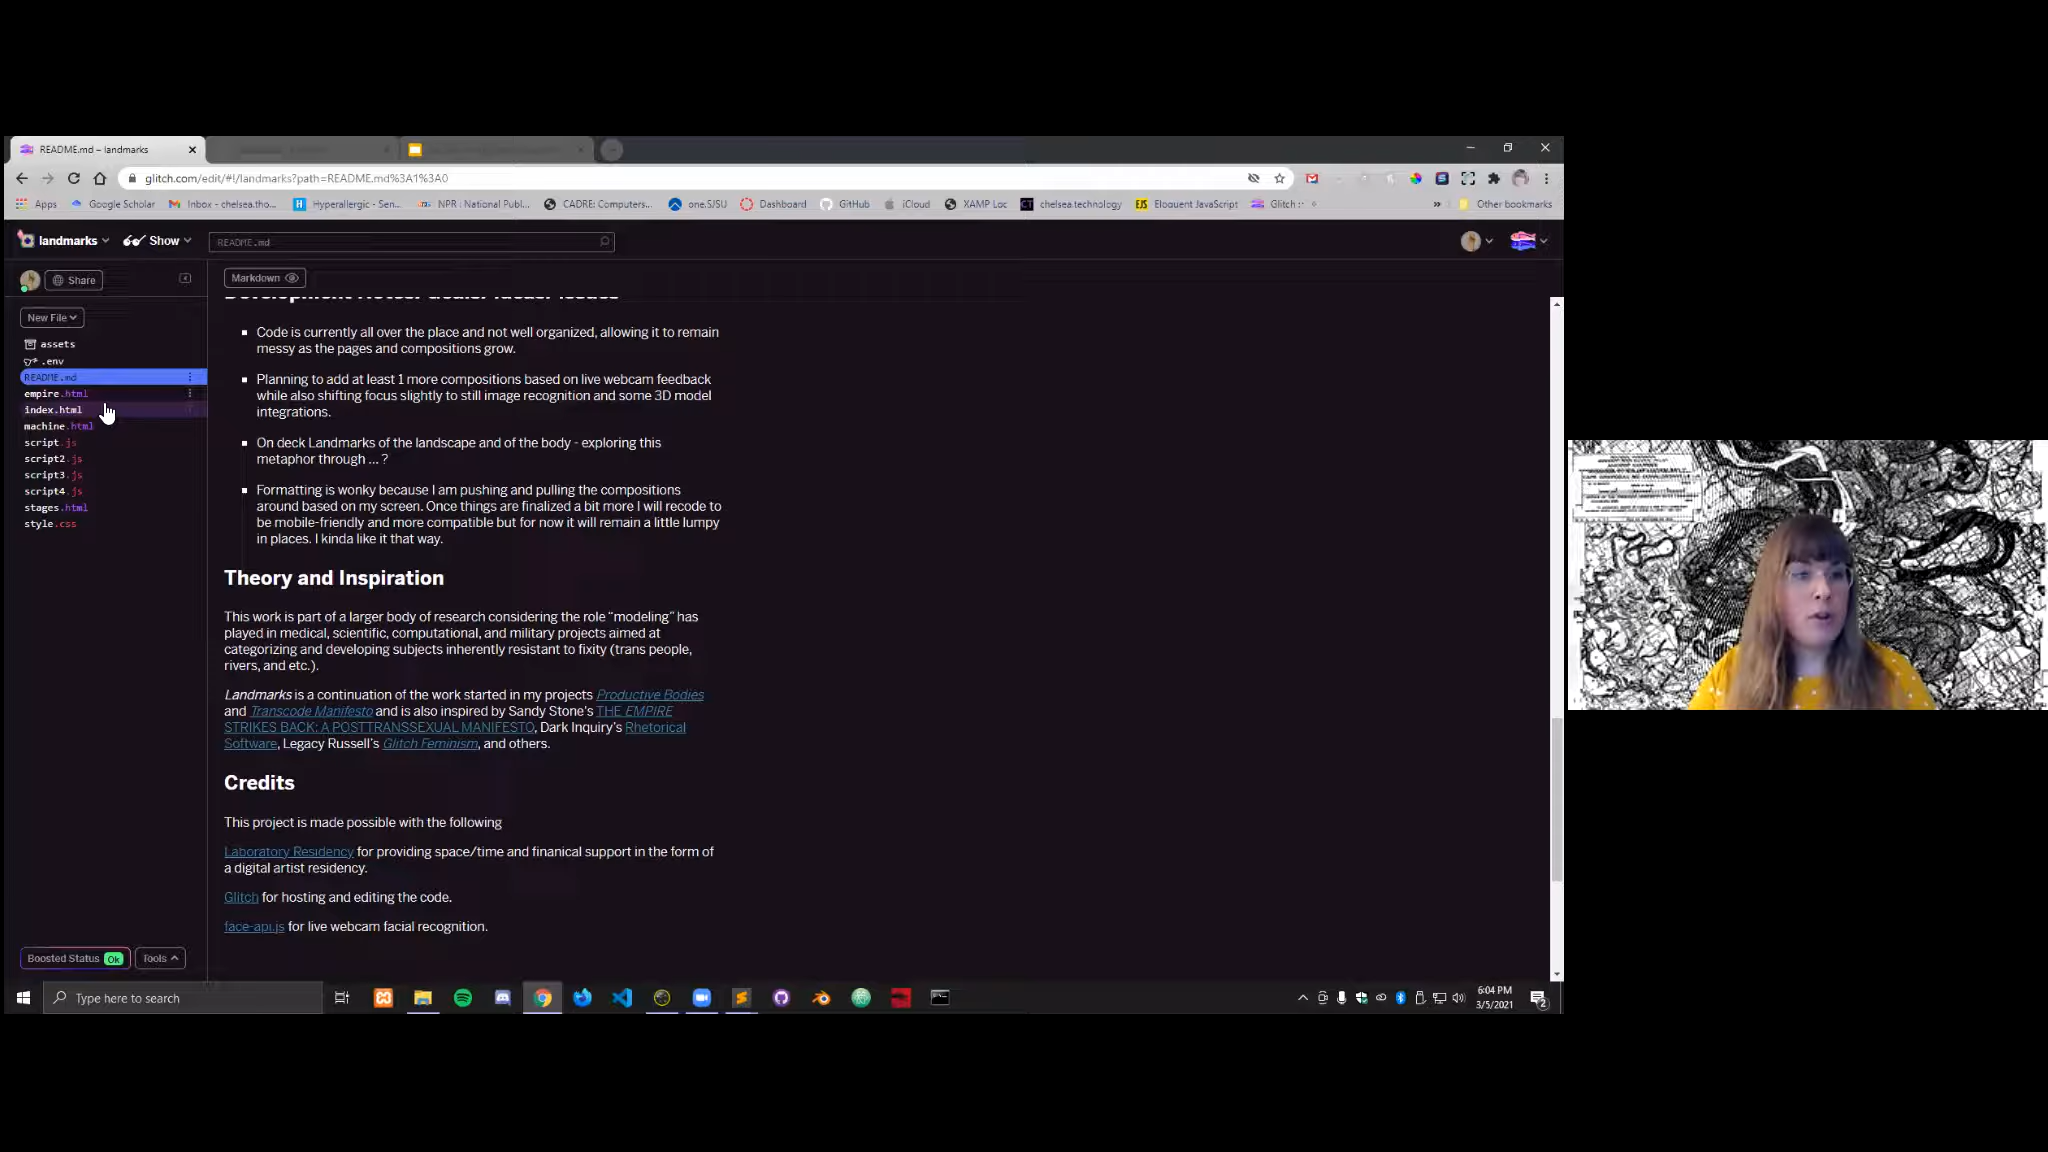 README.md – landmarks
glitch.com/edit/#!/landmarks?path=README.md%3A1%3A0
Apps Google Scholar Inbox - chelsea.tho... Hyperallergic - Sen... NPR : National Publ... CADRE: Computers... one.SJSU Dashboard GitHub iCloud XAMP Loc chelsea.technology Eloquent JavaScript Glitch :· » Other bookmarks
landmarks Show README.md
Share
Markdown
New File
assets
.env
README.md
empire.html
index.html
machine.html
script.js
script2.js
script3.js
script4.js
stages.html
style.css
Development Notes: Goals: Ideas: Issues
Code is currently all over the place and not well organized, allowing it to remain
messy as the pages and compositions grow.
Planning to add at least 1 more compositions based on live webcam feedback
while also shifting focus slightly to still image recognition and some 3D model
integrations.
On deck Landmarks of the landscape and of the body - exploring this
metaphor through ... ?
Formatting is wonky because I am pushing and pulling the compositions
around based on my screen. Once things are finalized a bit more I will recode to
be mobile-friendly and more compatible but for now it will remain a little lumpy
in places. I kinda like it that way.
Theory and Inspiration
This work is part of a larger body of research considering the role “modeling” has
played in medical, scientific, computational, and military projects aimed at
categorizing and developing subjects inherently resistant to fixity (trans people,
rivers, and etc.).
Landmarks is a continuation of the work started in my projects Productive Bodies
and Transcode Manifesto and is also inspired by Sandy Stone's THE EMPIRE
STRIKES BACK: A POSTTRANSSEXUAL MANIFESTO, Dark Inquiry's Rhetorical
Software, Legacy Russell's Glitch Feminism, and others.
Credits
This project is made possible with the following
Laboratory Residency for providing space/time and finanical support in the form of
a digital artist residency.
Glitch for hosting and editing the code.
face-api.js for live webcam facial recognition.
Boosted Status Ok Tools
Type here to search
6:04 PM
3/5/2021
2